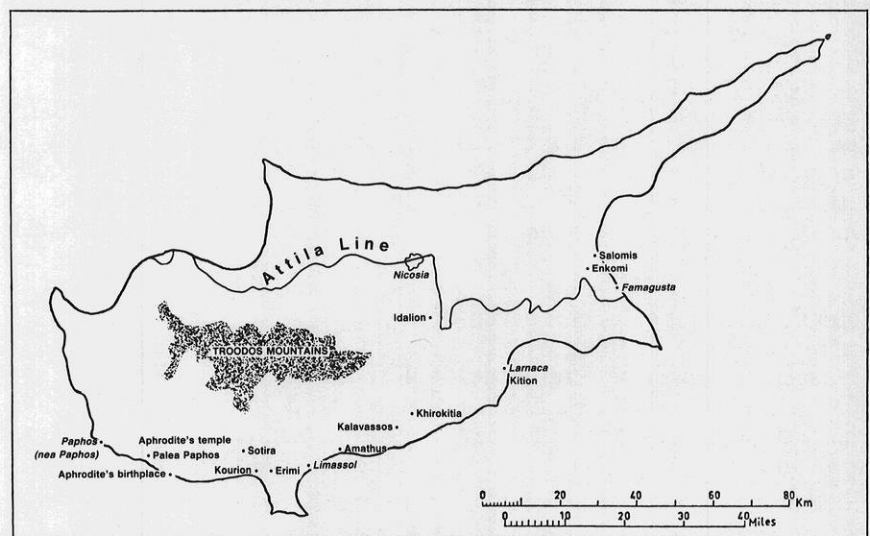 Attila Line
Nicosia
Salomis
Enkomi
Famagusta
Idalion
TROODOS MOUNTAINS
Larnaca
Kition
Khirokitia
Kalavassos
Paphos
(nea Paphos)
Aphrodite's temple
Palea Paphos
Sotira
Amathus
Aphrodite's birthplace
Kourion
Erimi
Limassol
0 20 40 60 80 Km
0 10 20 30 40 Miles